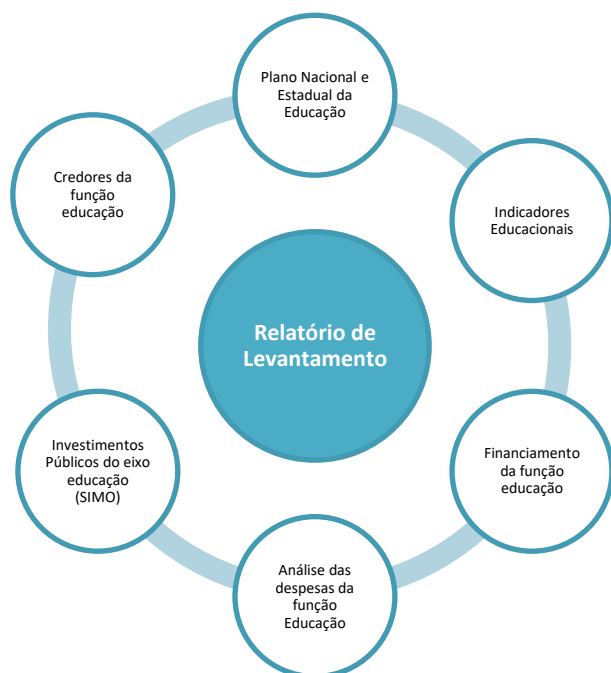 Plano Nacional e
Estadual da
Educação
Indicadores
Educacionais
Financiamento
da função
educação
Análise das
despesas da
função
Educação
Investimentos
Públicos do eixo
educação
(SIMO)
Credores da
função
educação
Relatório de
Levantamento